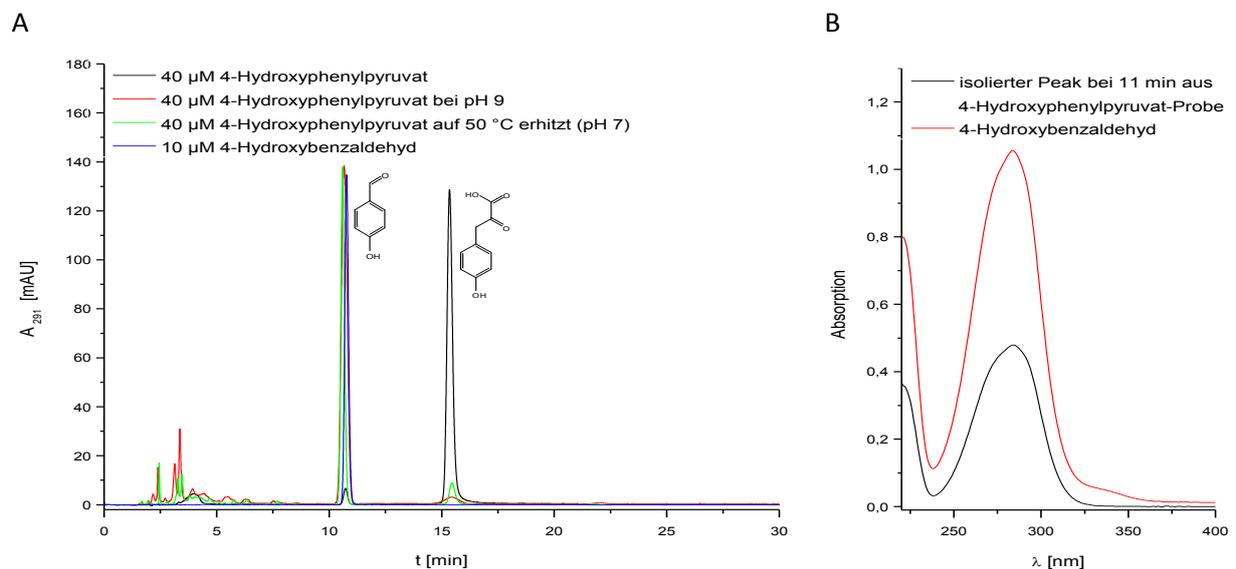 A
B
40 µM 4-Hydroxyphenylpyruvat
40 µM 4-Hydroxyphenylpyruvat bei pH 9
40 µM 4-Hydroxyphenylpyruvat auf 50 °C erhitzt (pH 7)
10 µM 4-Hydroxybenzaldehyd
180
160
140
120
100
80
60
40
20
0
A 291 [mAU]
O
OH
HO
O
O
OH
0
5
10
15
20
25
30
t [min]
isolierter Peak bei 11 min aus
4-Hydroxyphenylpyruvat-Probe
4-Hydroxybenzaldehyd
1,2
1,0
0,8
0,6
0,4
0,2
0,0
Absorption
250
300
350
400
λ [nm]